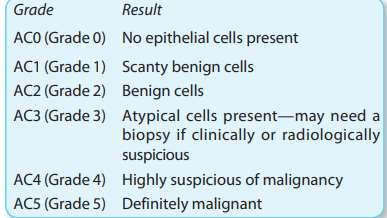 Grade Result
AC0 (Grade 0) No epithelial cells present
AC1 (Grade 1) Scanty benign cells
AC2 (Grade 2) Benign cells
AC3 (Grade 3) Atypical cells present—may need a
biopsy if clinically or radiologically
suspicious
AC4 (Grade 4) Highly suspicious of malignancy
AC5 (Grade 5) Definitely malignant